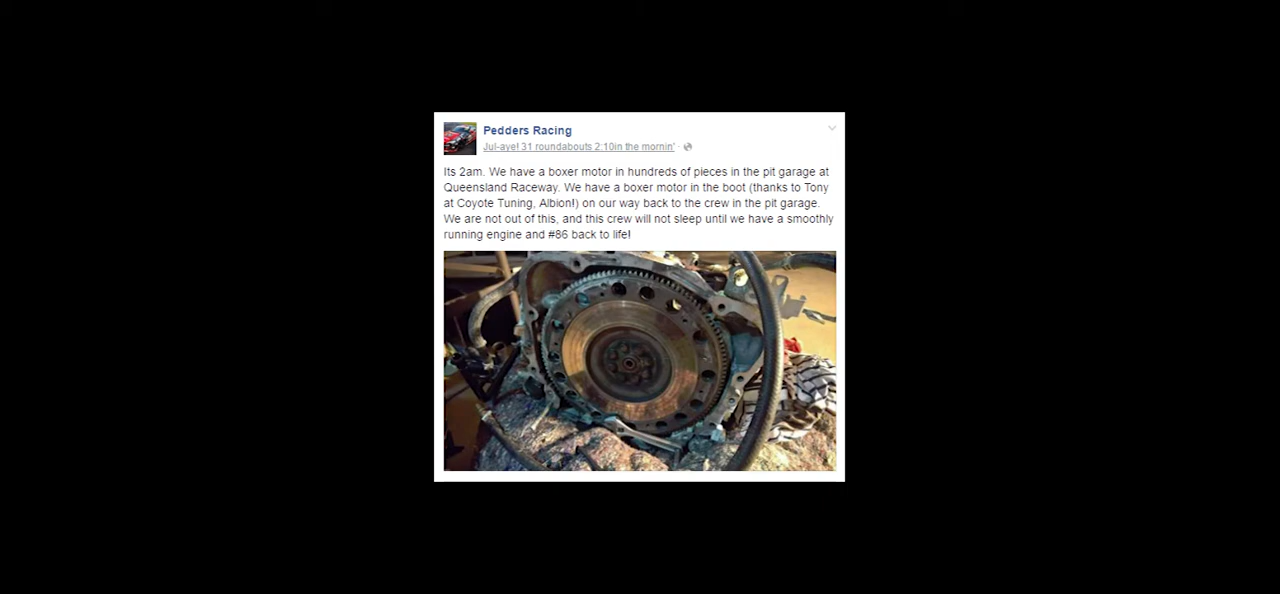 Pedders Racing
Jul-aye! 31 roundabouts 2:10in the mornin' ·
Its 2am. We have a boxer motor in hundreds of pieces in the pit garage at
Queensland Raceway. We have a boxer motor in the boot (thanks to Tony
at Coyote Tuning, Albion!) on our way back to the crew in the pit garage.
We are not out of this, and this crew will not sleep until we have a smoothly
running engine and #86 back to life!